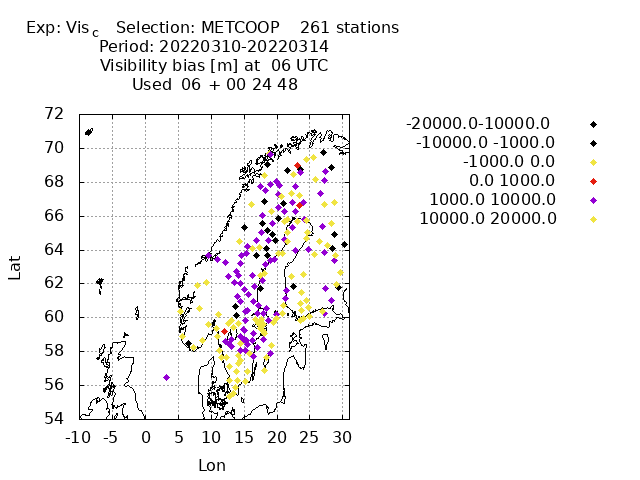 Exp: Vis c Selection: METCOOP 261 stations
Period: 20220310-20220314
Visibility bias [m] at 06 UTC
Used 06 + 00 24 48
-20000.0-10000.0
-10000.0 -1000.0
-1000.0 0.0
0.0 1000.0
1000.0 10000.0
10000.0 20000.0
72
70
68
66
64
62
60
58
56
54
Lat
-10 -5 0 5 10 15 20 25 30
Lon